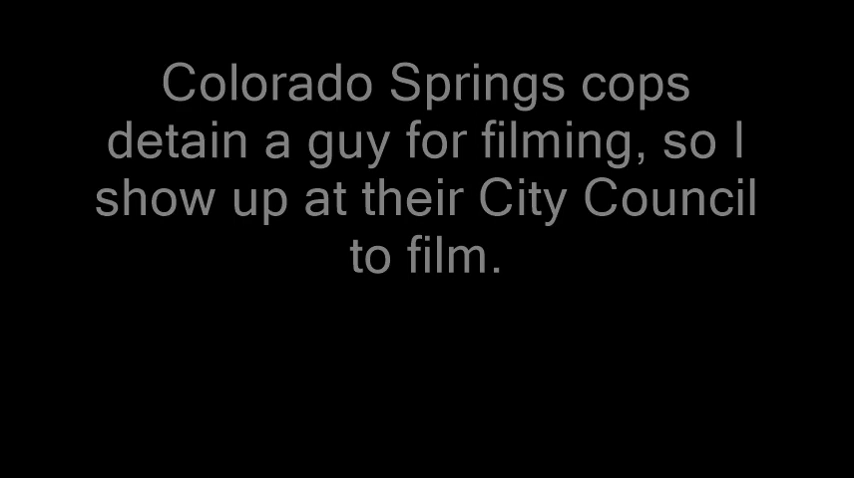 Colorado Springs cops
detain a guy for filming, so I
show up at their City Council
to film.